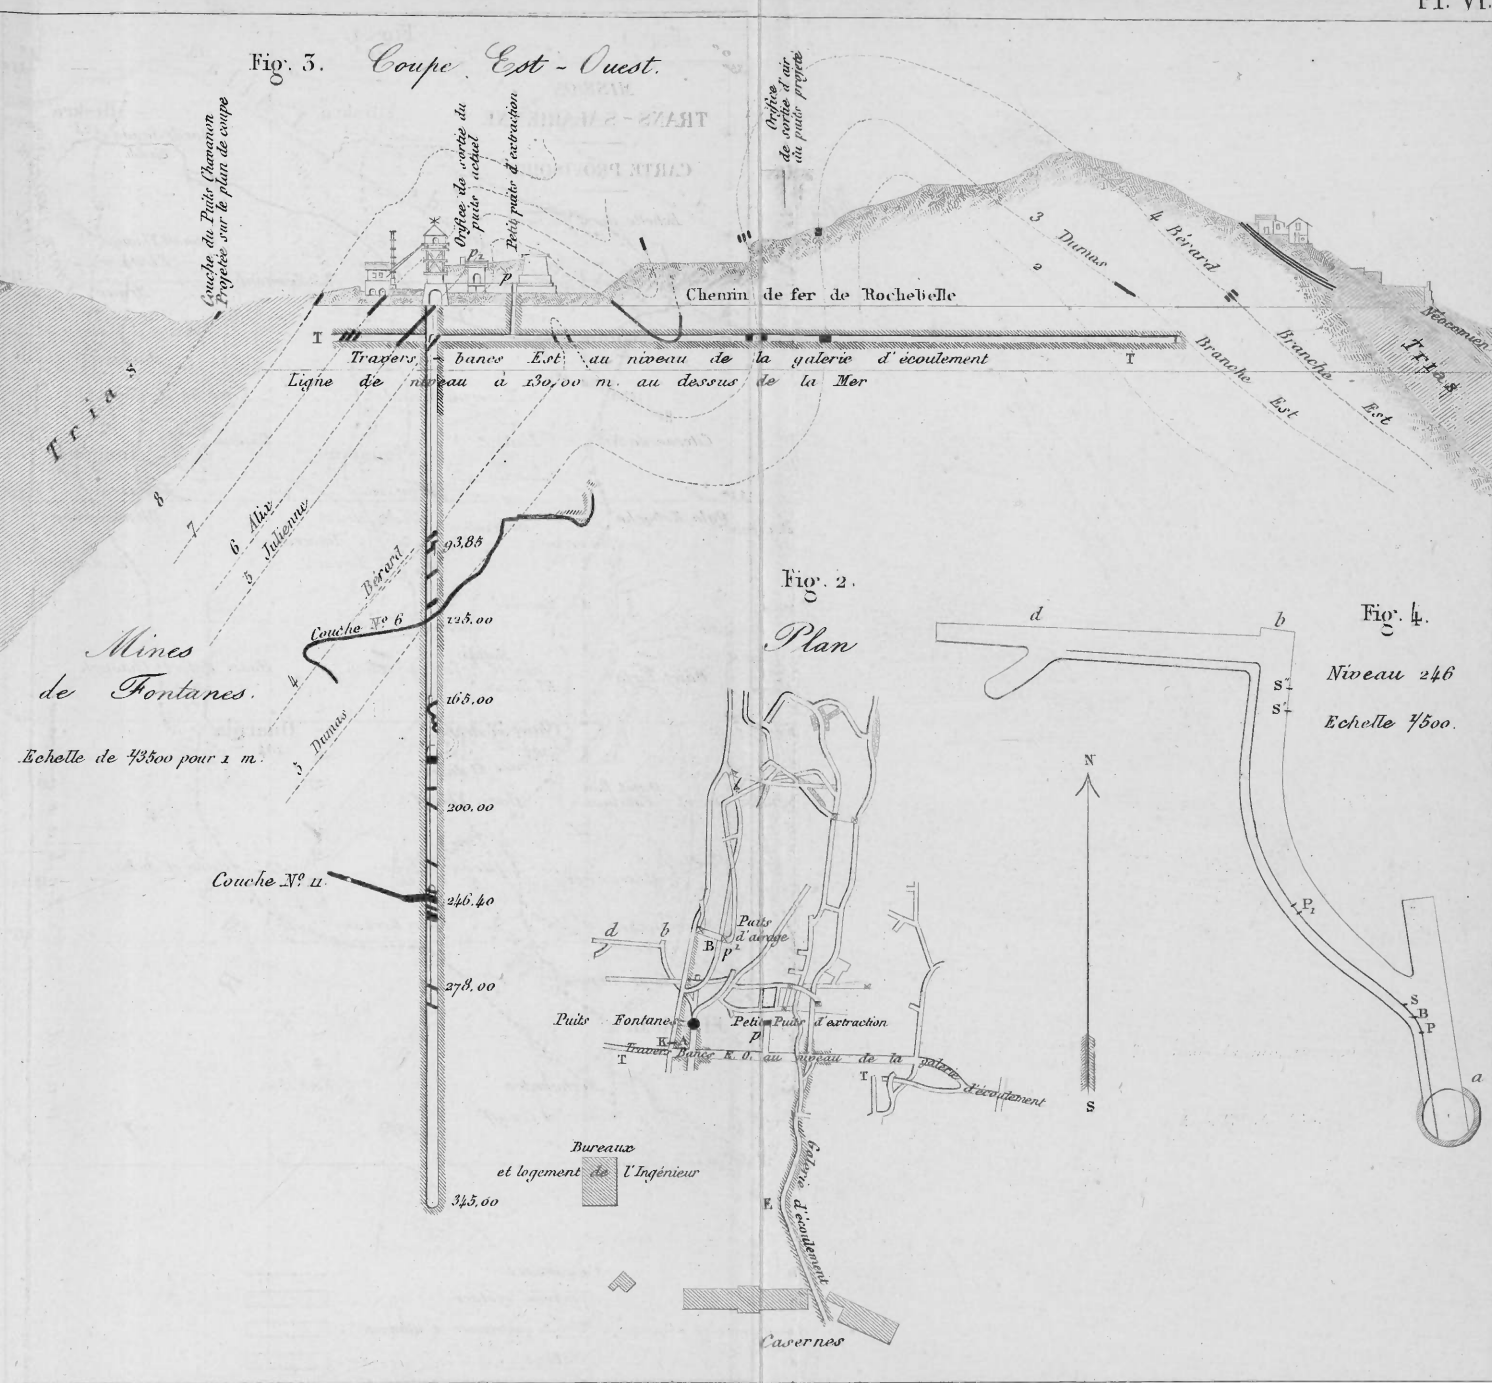 Pl. VI.
Fig. 3. Coupe Est - Ouest.
Couche du Puits Chavanon
Projetée sur le plan de coupe
Orifice de sortie du
puits actuel
Petit puits d'extraction
Orifice
de sortie d'air
du puits projeté
p2
p
3 Dumas
2
4 Bérard
Chemin de fer de Rochebelle
Néocomien
Trias
T
T
Travers - bancs Est au niveau de la galerie d'écoulement
T
Branche
Est
Branche
Est
Ligne de niveau à 130,00 m. au dessus de la Mer
Trias
8
7
6 Alix
5 Julienne
Bérard
4
3 Dumas
93,85
Couche No 6
125,00
165,00
200,00
Couche No 11
246,40
278,00
345,00
Mines
de Fontanes.
Echelle de 1/3500 pour 1 m.
Fig. 2.
Plan
d
b
Puits
d'aérage
B
p2
Puits Fontanes
Petit Puits d'extraction
p
K
A
T
Travers Bancs E. O. au niveau de la galerie d'écoulement
T
Bureaux
et logement de l'Ingénieur
E
Galerie d'écoulement
Casernes
Fig. 4.
Niveau 246
Echelle 1/500.
d
b
S"
S'
P1
S
B
P
a
N
S